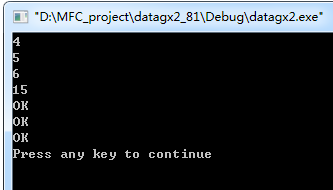 "D:\MFC_project\datagx2_81\Debug\datagx2.exe"
4
5
6
15
OK
OK
OK
Press any key to continue